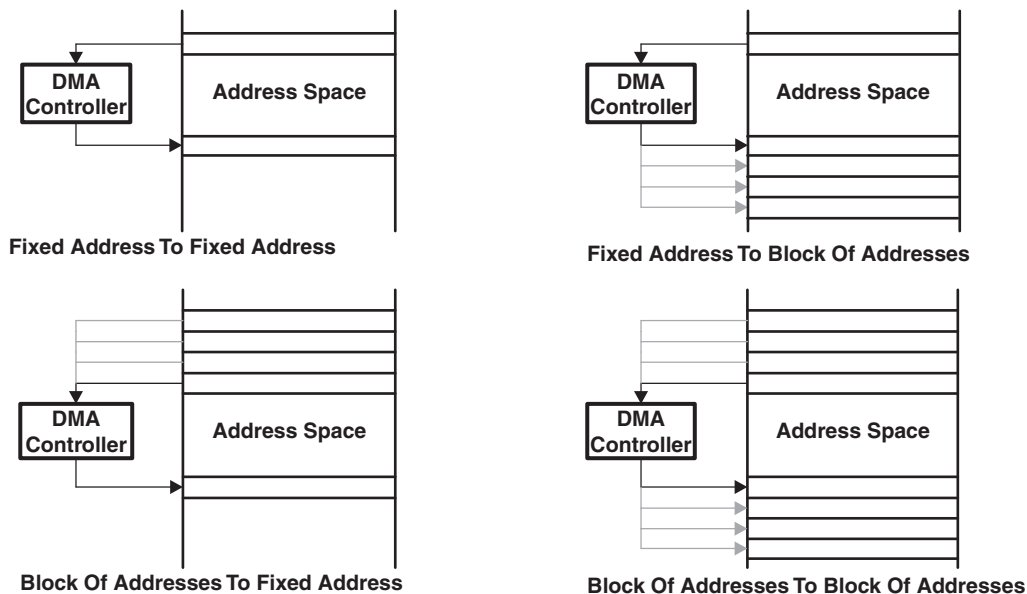 DMA
Controller
Address Space
Fixed Address To Fixed Address
DMA
Controller
Address Space
Fixed Address To Block Of Addresses
DMA
Controller
Address Space
Block Of Addresses To Fixed Address
DMA
Controller
Address Space
Block Of Addresses To Block Of Addresses